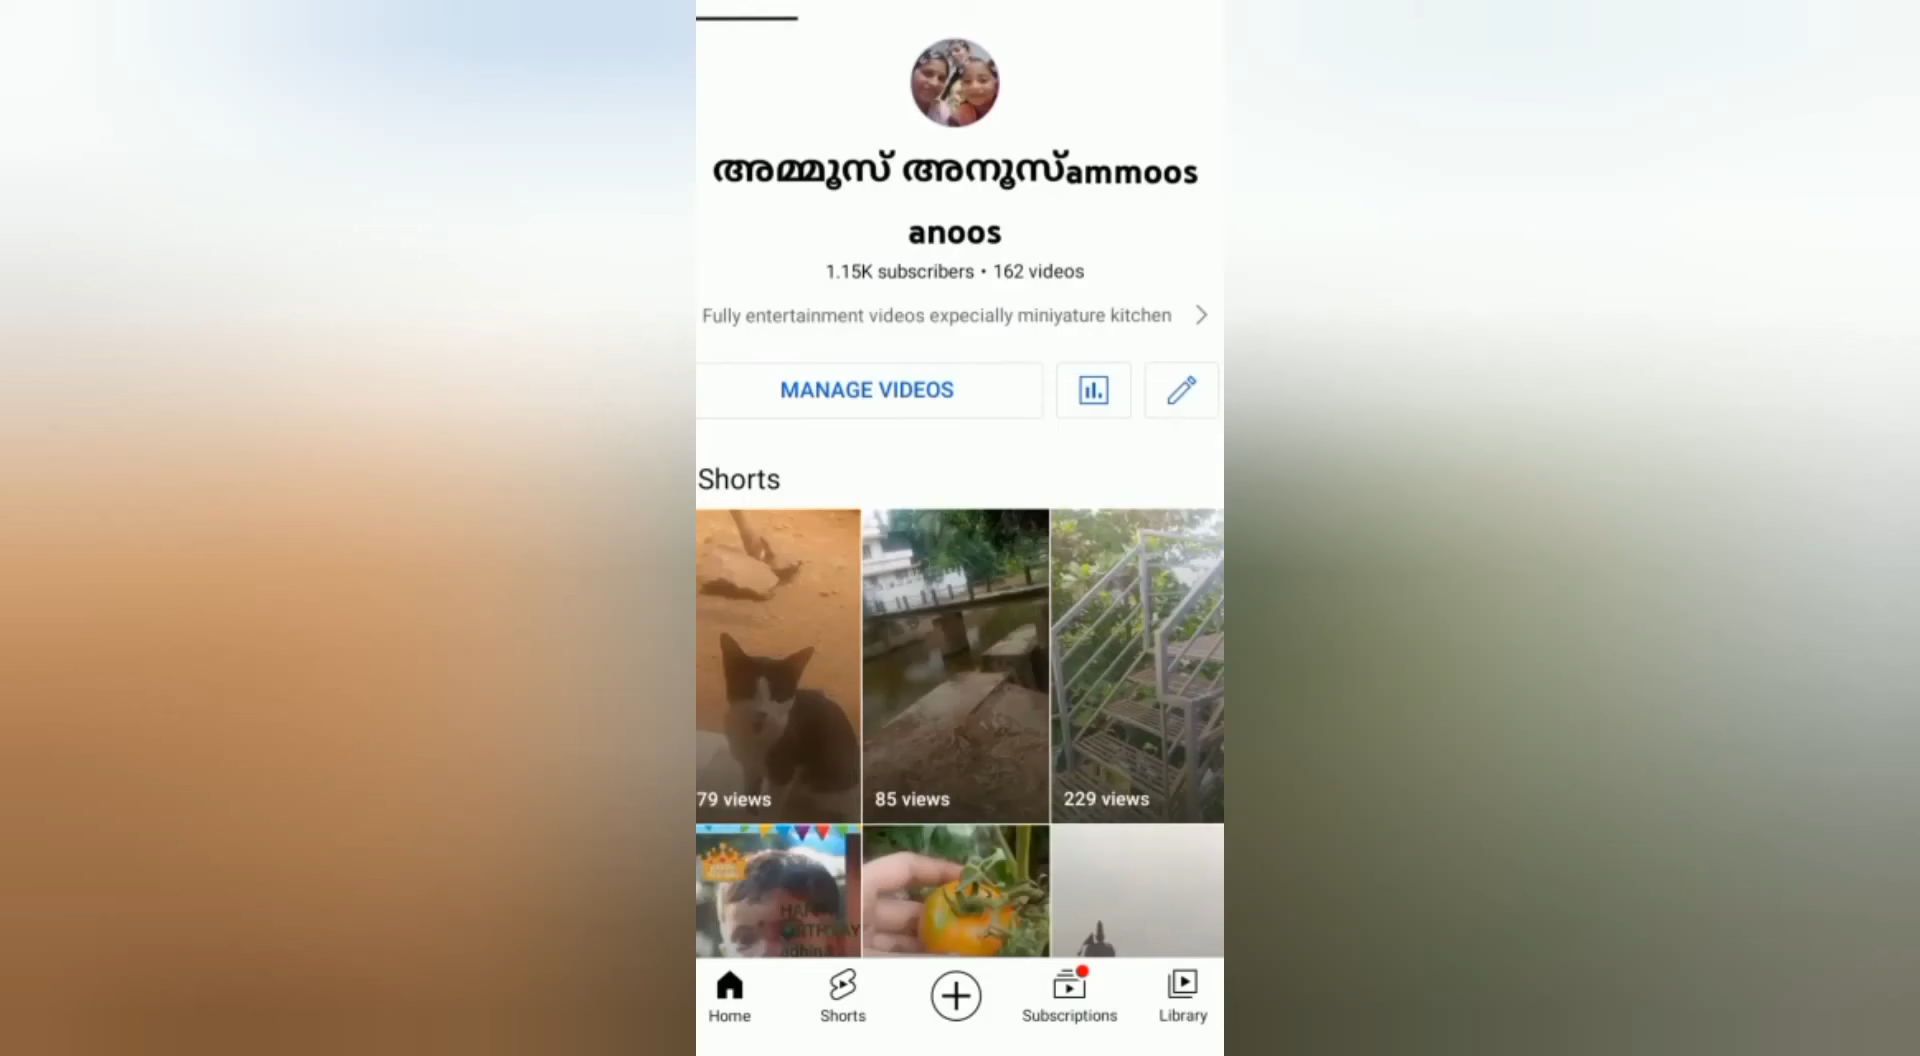 അമ്മൂസ് അനൂസ്ammoos
anoos
1.15K subscribers • 162 videos
Fully entertainment videos expecially miniyature kitchen
MANAGE VIDEOS
Shorts
79 views
85 views
229 views
Home
Shorts
Subscriptions
Library